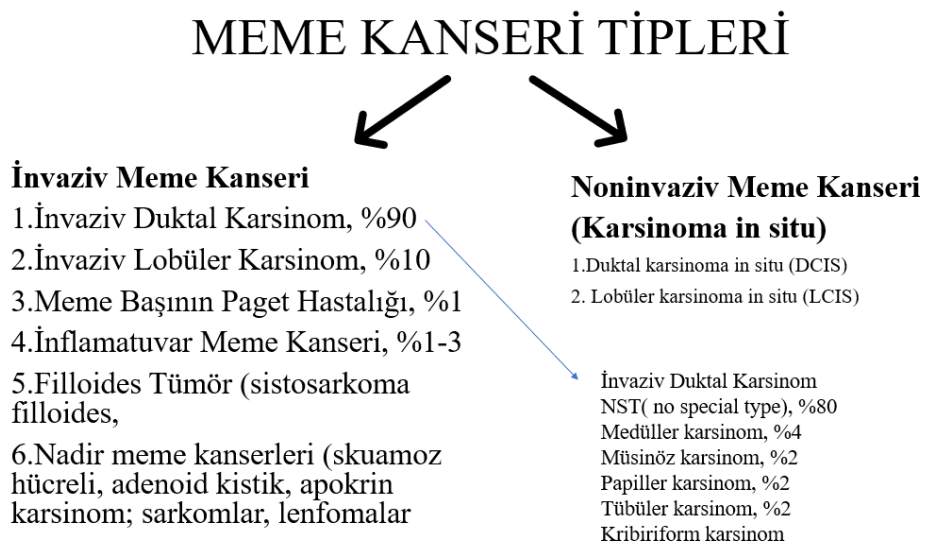 MEME KANSERİ TİPLERİ
İnvaziv Meme Kanseri
1.İnvaziv Duktal Karsinom, %90
2.İnvaziv Lobüler Karsinom, %10
3.Meme Başının Paget Hastalığı, %1
4.İnflamatuvar Meme Kanseri, %1-3
5.Filloides Tümör (sistosarkoma
filloides,
6.Nadir meme kanserleri (skuamoz
hücreli, adenoid kistik, apokrin
karsinom; sarkomlar, lenfomalar
Noninvaziv Meme Kanseri
(Karsinoma in situ)
1.Duktal karsinoma in situ (DCIS)
2. Lobüler karsinoma in situ (LCIS)
İnvaziv Duktal Karsinom
NST( no special type), %80
Medüller karsinom, %4
Müsinöz karsinom, %2
Papiller karsinom, %2
Tübüler karsinom, %2
Kribiriform karsinom